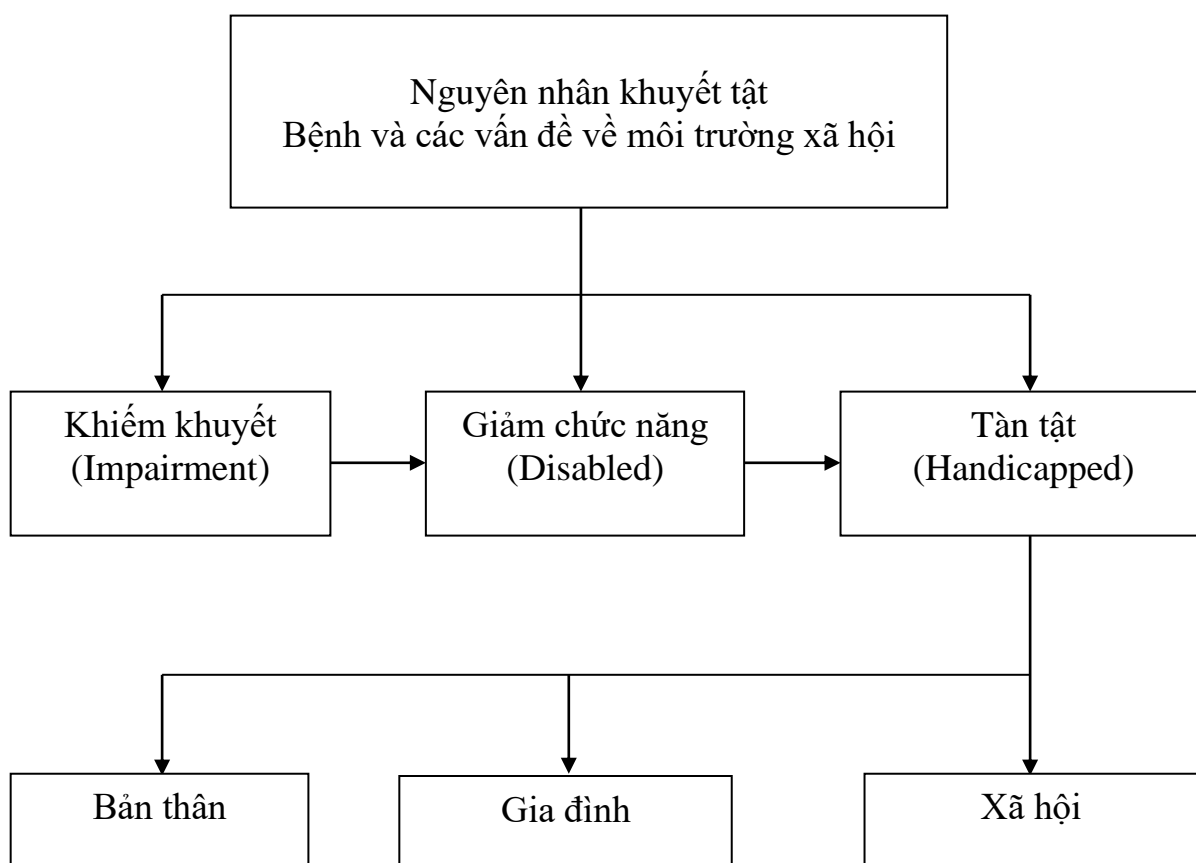 Nguyên nhân khuyết tật
Bệnh và các vấn đề về môi trường xã hội
Khiếm khuyết
(Impairment)
Giảm chức năng
(Disabled)
Tàn tật
(Handicapped)
Bản thân
Gia đình
Xã hội